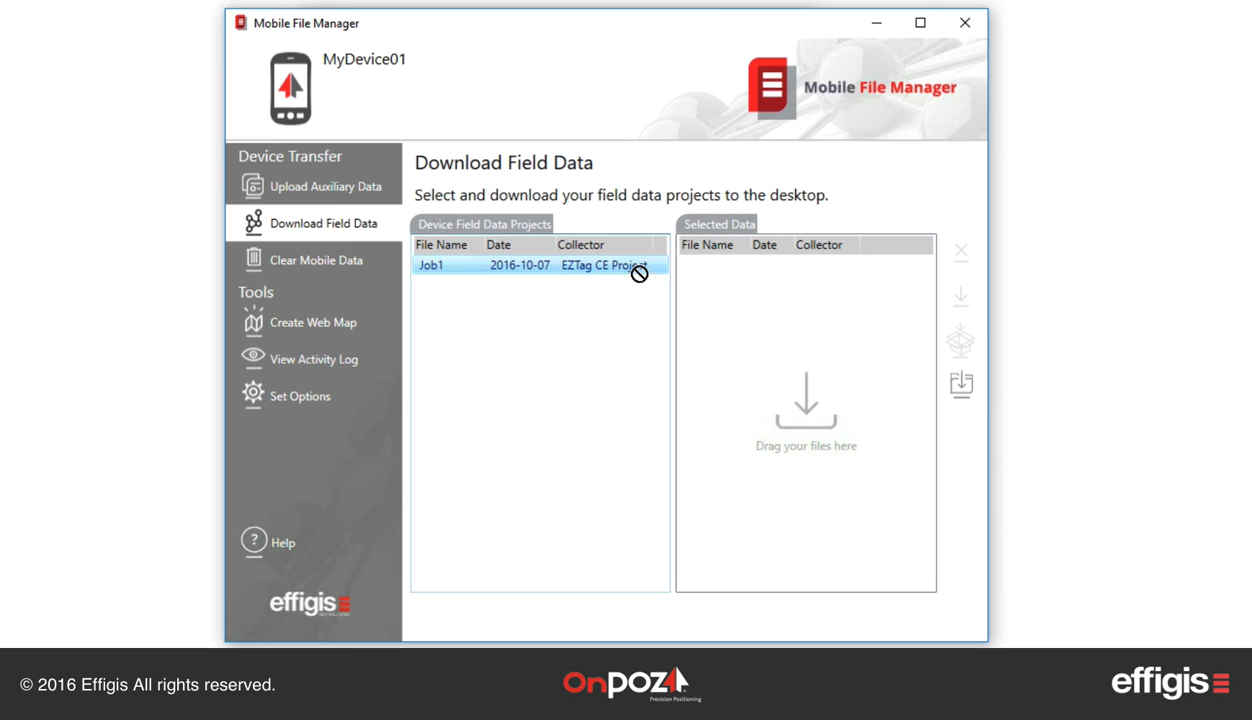 Mobile File Manager
MyDevice01
Mobile File Manager
Device Transfer
Upload Auxiliary Data
Download Field Data
Clear Mobile Data
Tools
Create Web Map
View Activity Log
Set Options
? Help
effigis
Download Field Data
Select and download your field data projects to the desktop.
Device Field Data Projects
File Name Date Collector
Job1 2016-10-07 EZTag CE Project
Selected Data
File Name Date Collector
Drag your files here
© 2016 Effigis All rights reserved.
Onpoz
Precision Positioning
effigis